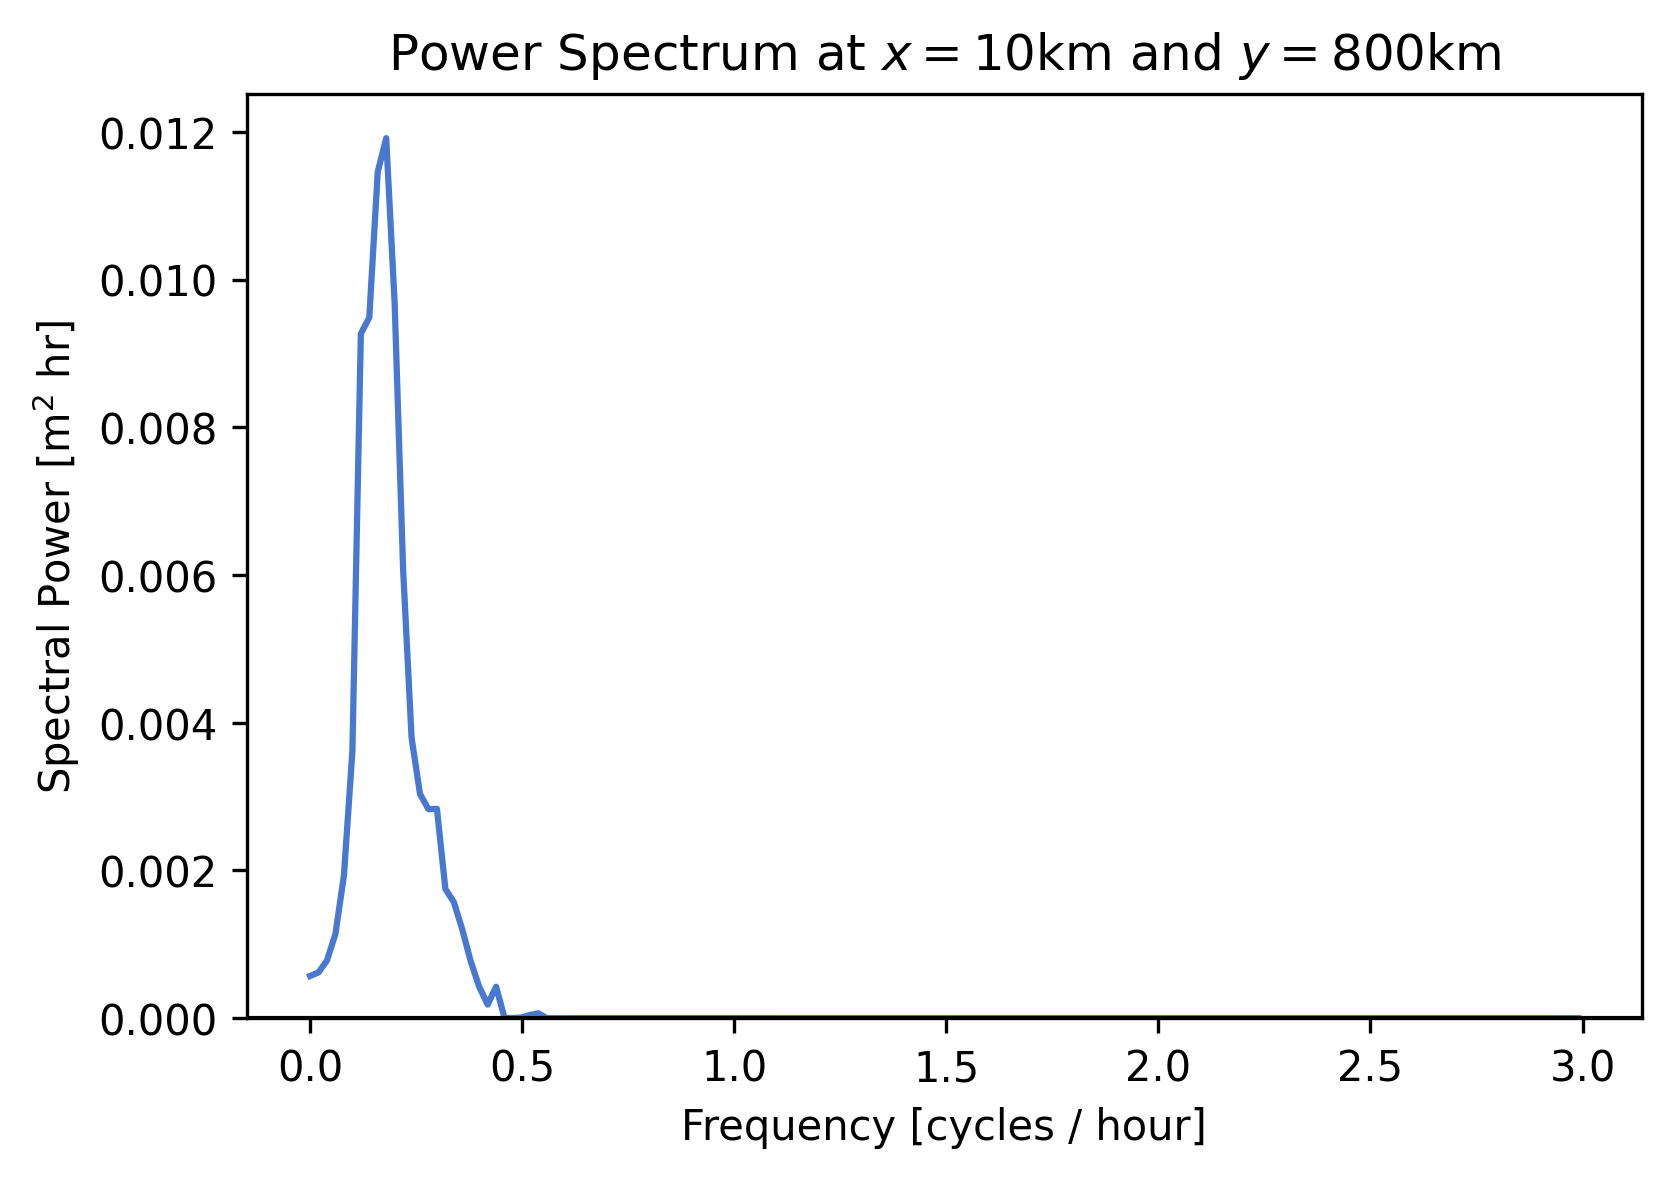 Power Spectrum at x = 10km and y = 800km
0.012
0.010
0.008
0.006
0.004
0.002
0.000
Spectral Power [m² hr]
0.0 0.5 1.0 1.5 2.0 2.5 3.0
Frequency [cycles / hour]